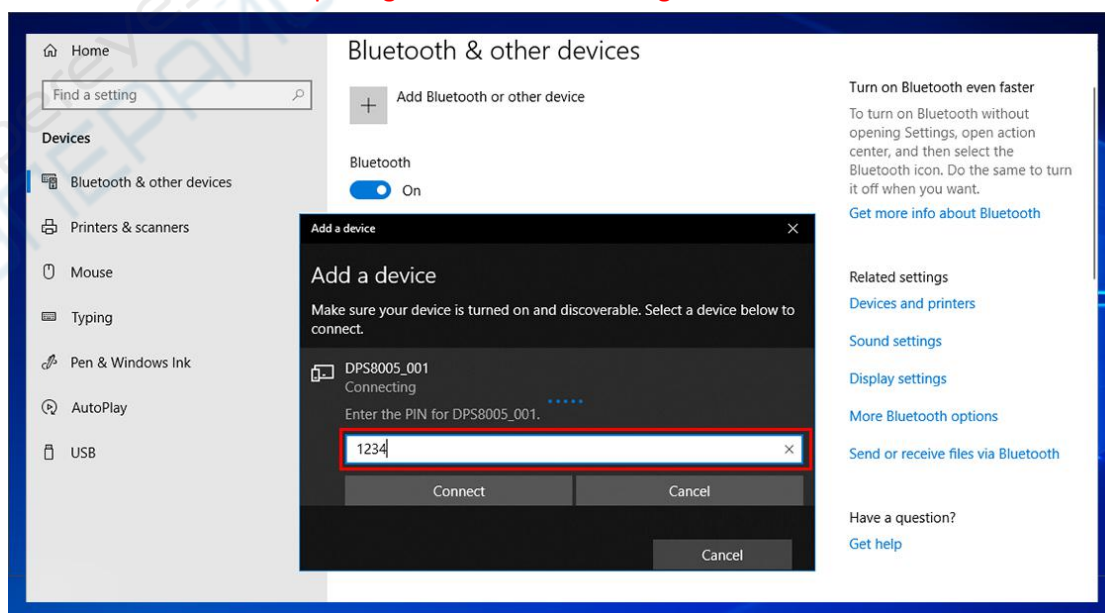 Home
Find a setting
Devices
Bluetooth & other devices
Printers & scanners
Mouse
Typing
Pen & Windows Ink
AutoPlay
USB
Bluetooth & other devices
Add Bluetooth or other device
Bluetooth
On
Add a device
Add a device
Make sure your device is turned on and discoverable. Select a device below to
connect.
DPS8005_001
Connecting
Enter the PIN for DPS8005_001.
1234
Connect
Cancel
Cancel
Turn on Bluetooth even faster
To turn on Bluetooth without
opening Settings, open action
center, and then select the
Bluetooth icon. Do the same to turn
it off when you want.
Get more info about Bluetooth
Related settings
Devices and printers
Sound settings
Display settings
More Bluetooth options
Send or receive files via Bluetooth
Have a question?
Get help